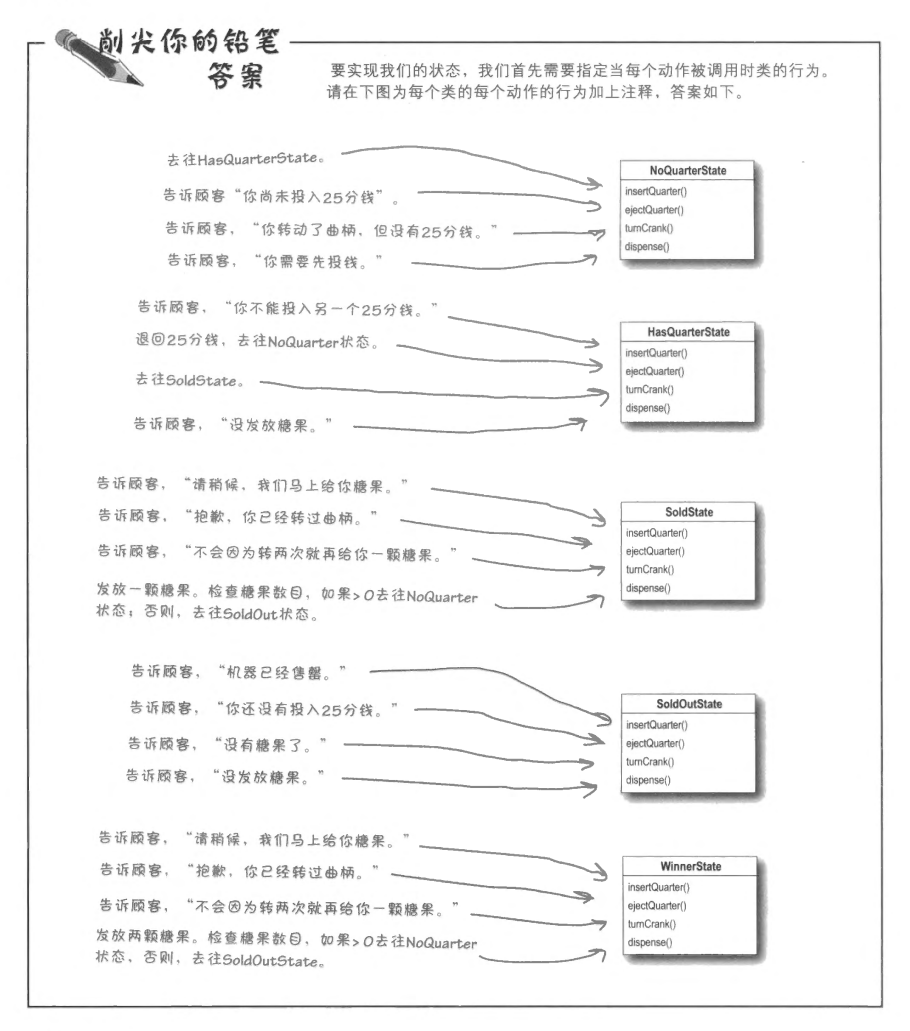 削尖你的铅笔
答案
要实现我们的状态，我们首先需要指定当每个动作被调用时类的行为。
请在下图为每个类的每个动作的行为加上注释，答案如下。
去往HasQuarterState。
告诉顾客“你尚未投入25分钱”。
告诉顾客，“你转动了曲柄，但没有25分钱。”
告诉顾客，“你需要先投钱。”
NoQuarterState
insertQuarter()
ejectQuarter()
turnCrank()
dispense()
告诉顾客，“你不能投入另一个25分钱。”
退回25分钱，去往NoQuarter状态。
去往SoldState。
告诉顾客，“没发放糖果。”
HasQuarterState
insertQuarter()
ejectQuarter()
turnCrank()
dispense()
告诉顾客，“请稍候，我们马上给你糖果。”
告诉顾客，“抱歉，你已经转过曲柄。”
告诉顾客，“不会因为转两次就再给你一颗糖果。”
发放一颗糖果。检查糖果数目，如果>0去往NoQuarter
状态；否则，去往SoldOut状态。
SoldState
insertQuarter()
ejectQuarter()
turnCrank()
dispense()
告诉顾客，“机器已经售罄。”
告诉顾客，“你还没有投入25分钱。”
告诉顾客，“没有糖果了。”
告诉顾客，“没发放糖果。”
SoldOutState
insertQuarter()
ejectQuarter()
turnCrank()
dispense()
告诉顾客，“请稍候，我们马上给你糖果。”
告诉顾客，“抱歉，你已经转过曲柄。”
告诉顾客，“不会因为转两次就再给你一颗糖果。”
发放两颗糖果。检查糖果数目，如果>0去往NoQuarter
状态，否则，去往SoldOutState。
WinnerState
insertQuarter()
ejectQuarter()
turnCrank()
dispense()